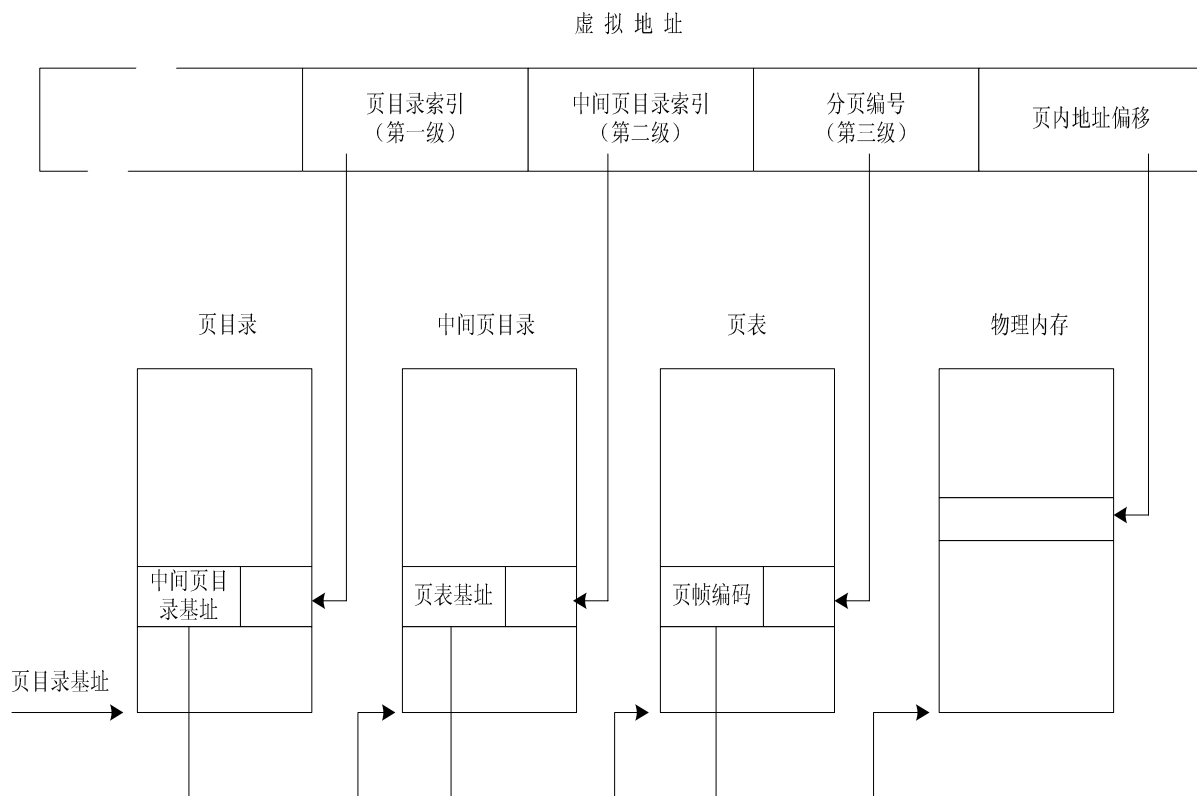 虚 拟 地 址
页目录索引
（第一级）
中间页目录索引
（第二级）
分页编号
（第三级）
页内地址偏移
页目录
中间页目录
页表
物理内存
中间页目
录基址
页表基址
页帧编码
页目录基址